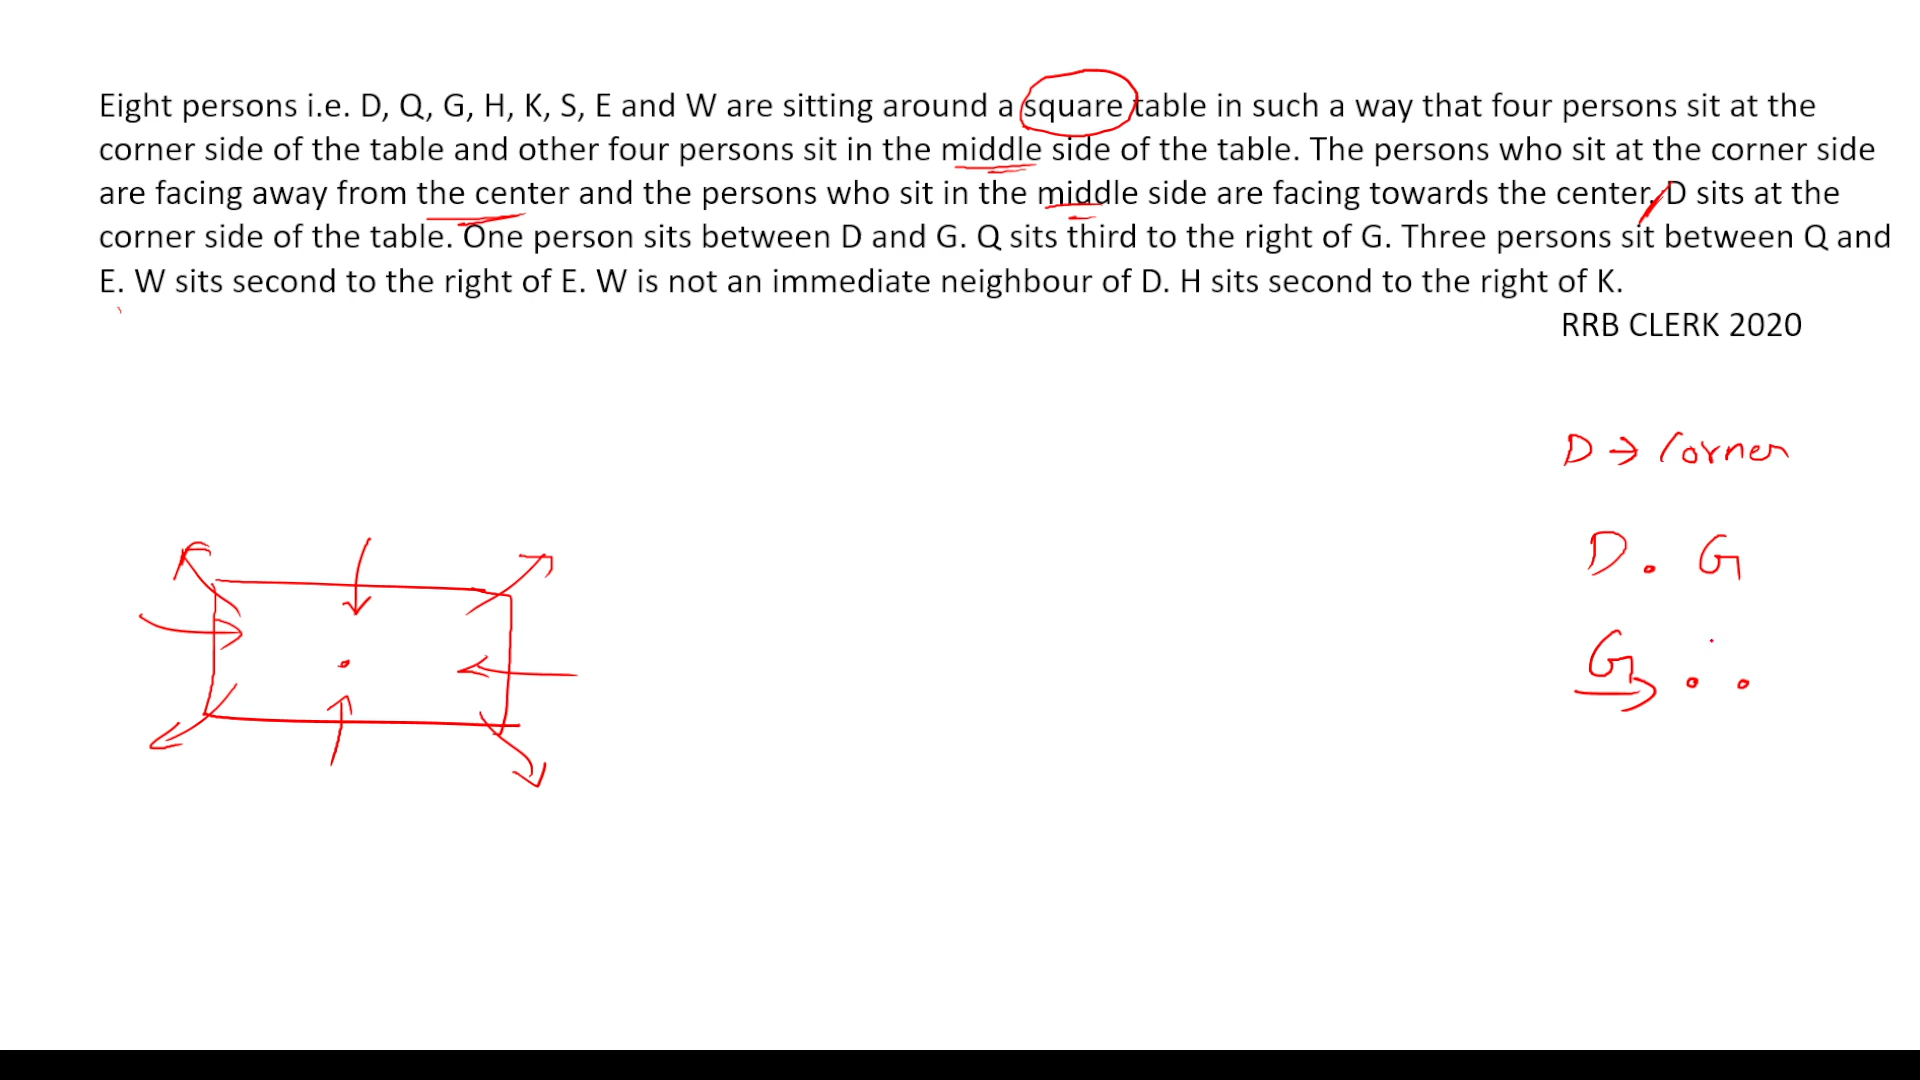 Eight persons i.e. D, Q, G, H, K, S, E and W are sitting around a square table in such a way that four persons sit at the
corner side of the table and other four persons sit in the middle side of the table. The persons who sit at the corner side
are facing away from the center and the persons who sit in the middle side are facing towards the center. D sits at the
corner side of the table. One person sits between D and G. Q sits third to the right of G. Three persons sit between Q and
E. W sits second to the right of E. W is not an immediate neighbour of D. H sits second to the right of K.
RRB CLERK 2020
D → Corner
D . G
G . .